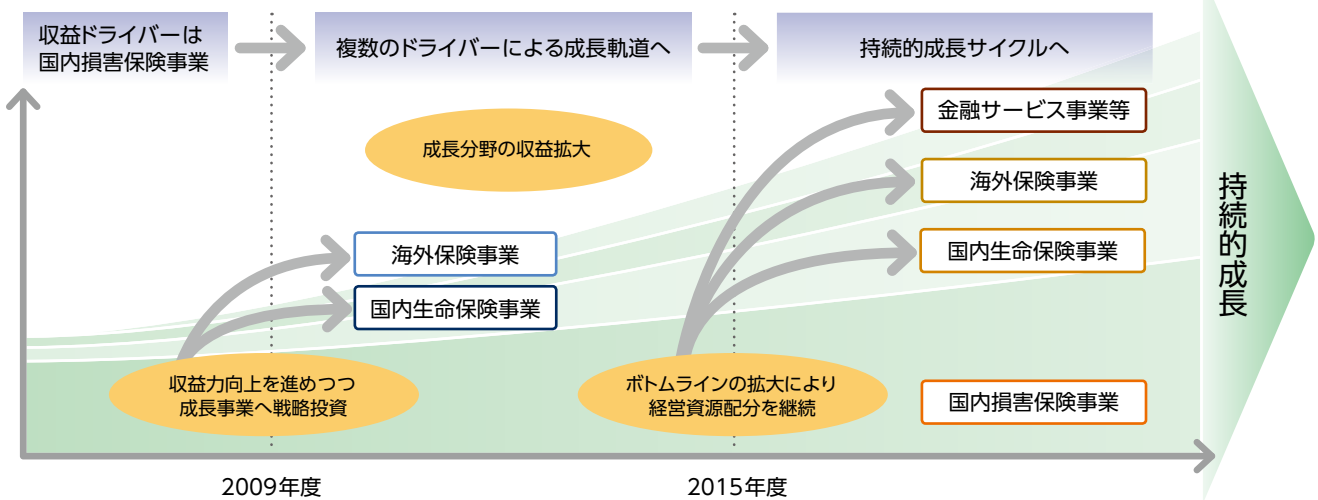 収益ドライバーは
国内損害保険事業
複数のドライバーによる成長軌道へ
持続的成長サイクルへ
金融サービス事業等
成長分野の収益拡大
海外保険事業
国内生命保険事業
海外保険事業
国内生命保険事業
収益力向上を進めつつ
成長事業へ戦略投資
ボトムラインの拡大により
経営資源配分を継続
国内損害保険事業
持続的成長
2009年度
2015年度